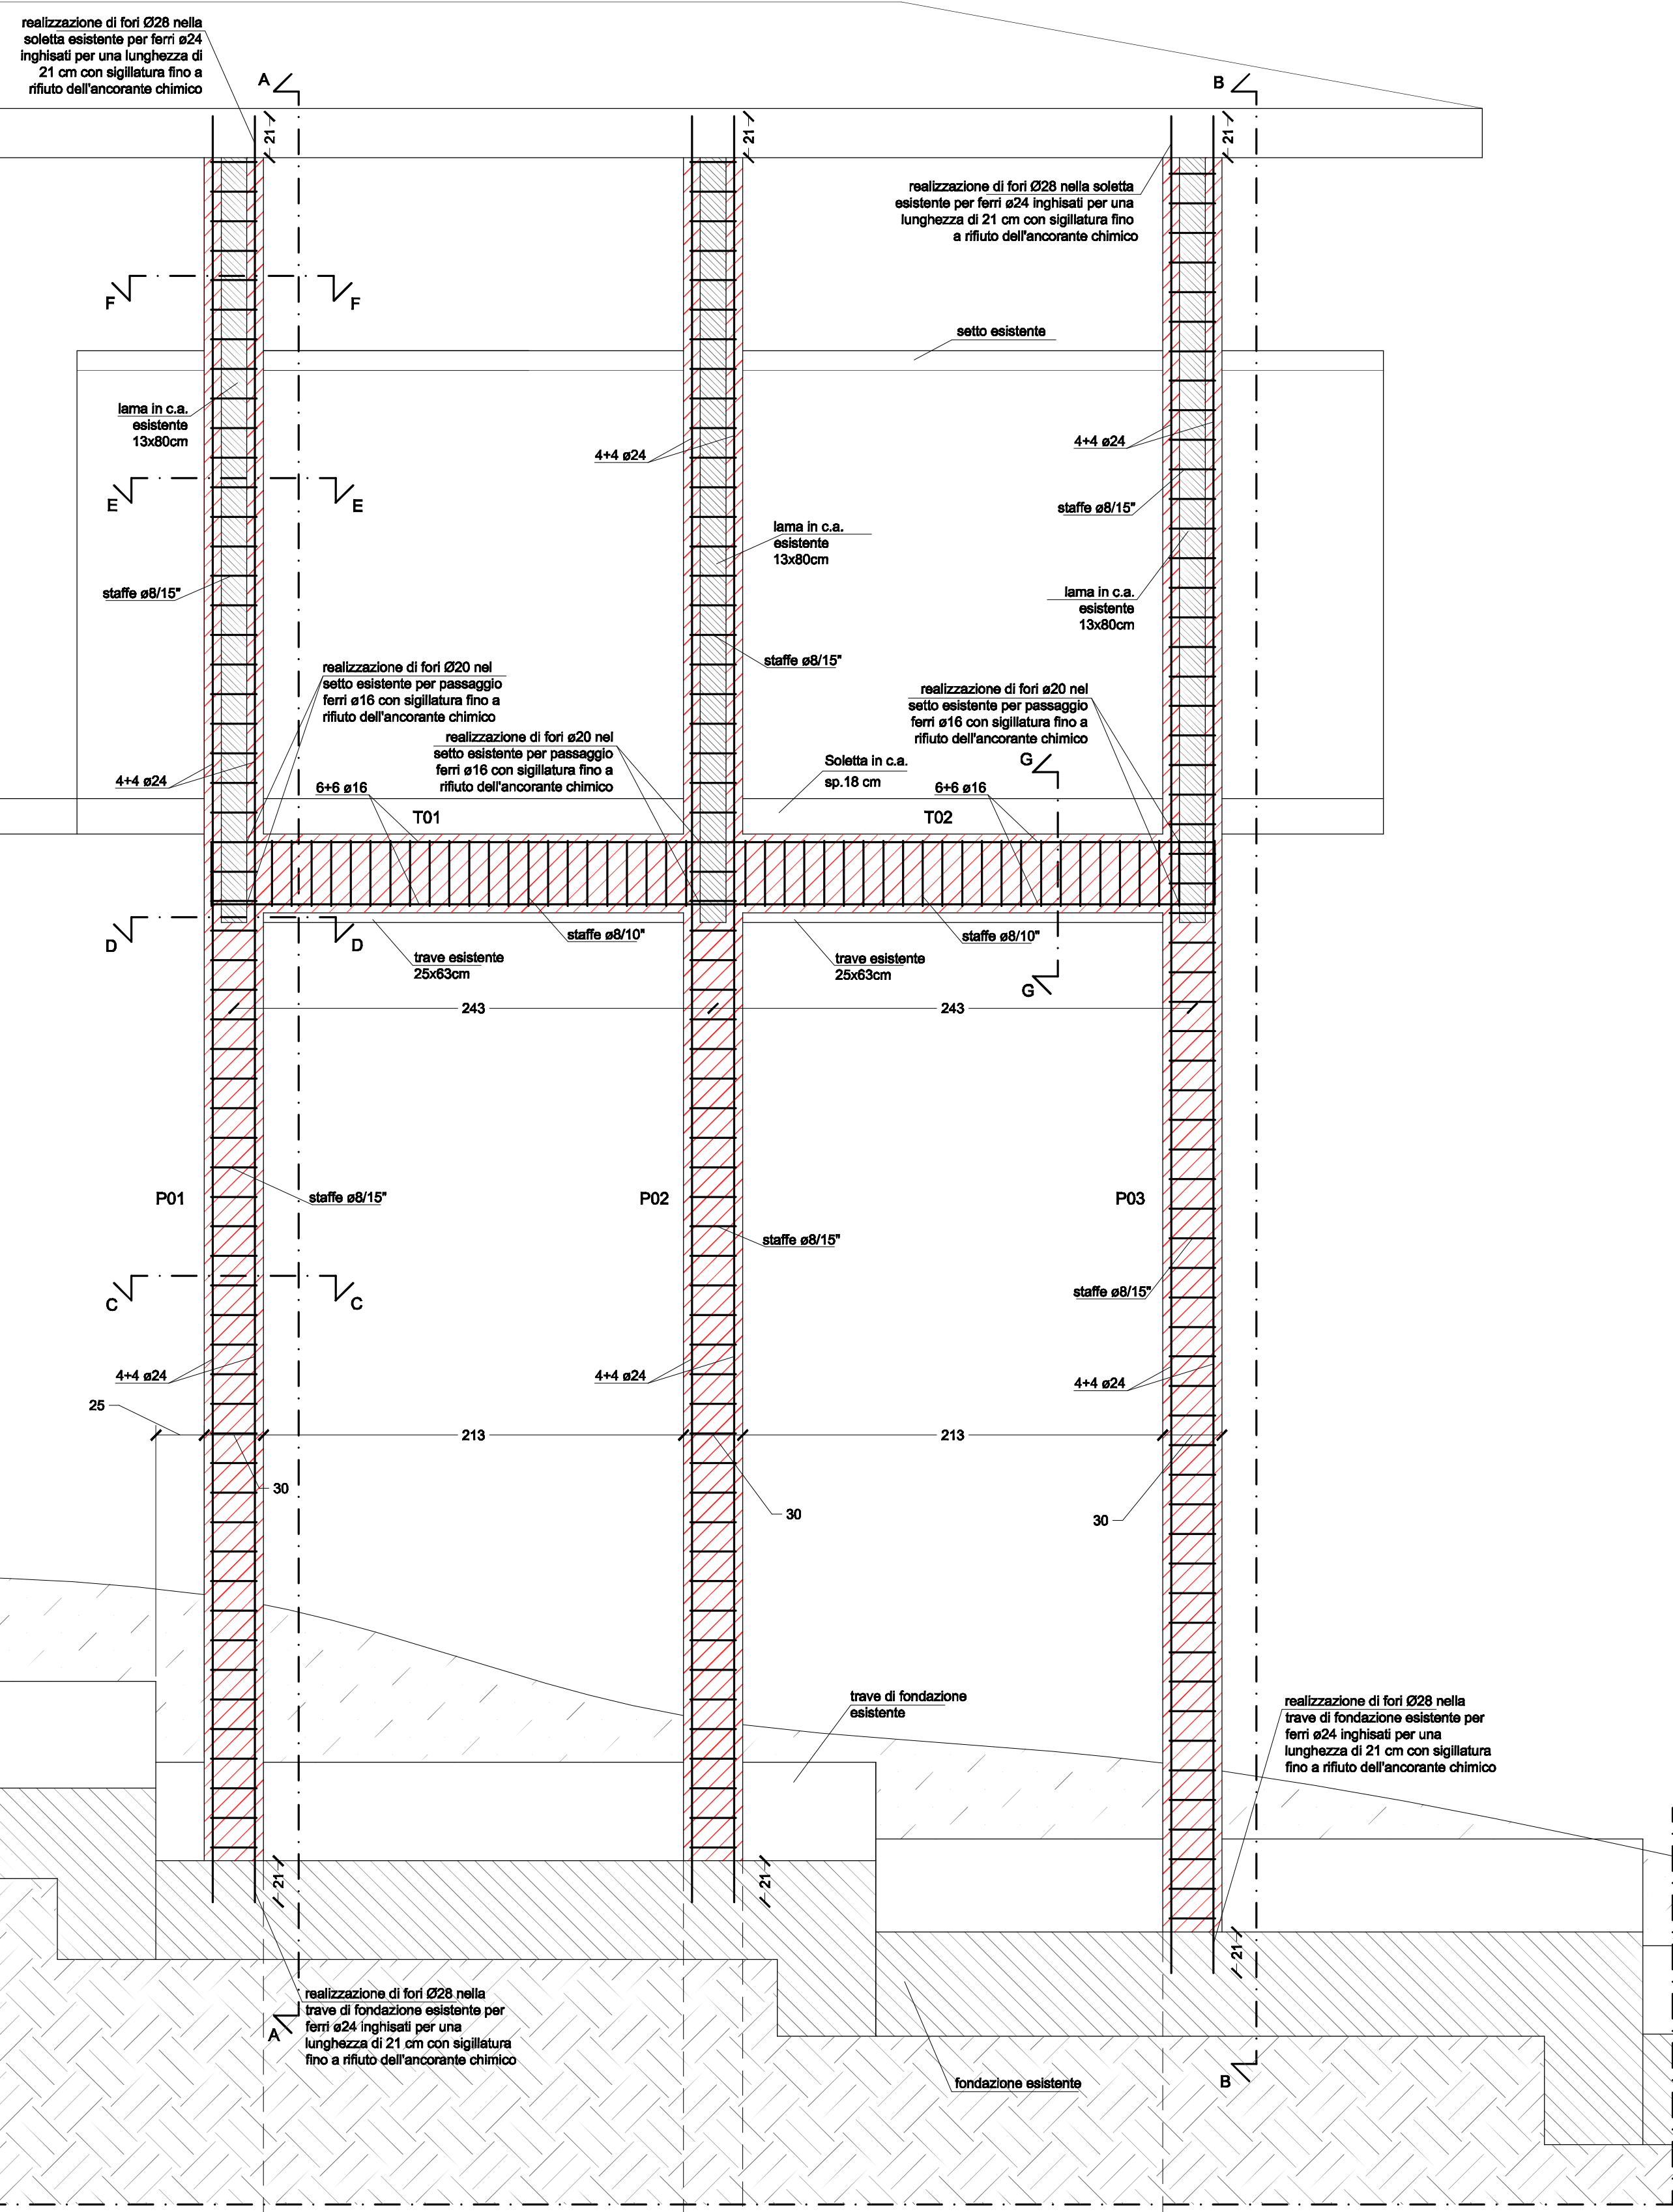 realizzazione di fori Ø28 nella
soletta esistente per ferri ø24
inghisati per una lunghezza di
21 cm con sigillatura fino a
rifiuto dell'ancorante chimico
A
B
21
21
21
realizzazione di fori Ø28 nella soletta
esistente per ferri ø24 inghisati per una
lunghezza di 21 cm con sigillatura fino
a rifiuto dell'ancorante chimico
F
F
setto esistente
lama in c.a.
esistente
13x80cm
4+4 ø24
4+4 ø24
E
E
staffe ø8/15"
lama in c.a.
esistente
13x80cm
staffe ø8/15"
lama in c.a.
esistente
13x80cm
staffe ø8/15"
realizzazione di fori Ø20 nel
setto esistente per passaggio
ferri ø16 con sigillatura fino a
rifiuto dell'ancorante chimico
realizzazione di fori ø20 nel
setto esistente per passaggio
ferri ø16 con sigillatura fino a
rifiuto dell'ancorante chimico
realizzazione di fori ø20 nel
setto esistente per passaggio
ferri ø16 con sigillatura fino a
rifiuto dell'ancorante chimico
Soletta in c.a.
sp.18 cm
G
4+4 ø24
6+6 ø16
6+6 ø16
T01
T02
D
D
staffe ø8/10"
staffe ø8/10"
trave esistente
25x63cm
trave esistente
25x63cm
G
243
243
P01
staffe ø8/15"
P02
P03
staffe ø8/15"
staffe ø8/15"
C
C
4+4 ø24
4+4 ø24
4+4 ø24
25
213
213
30
30
30
trave di fondazione
esistente
realizzazione di fori Ø28 nella
trave di fondazione esistente per
ferri ø24 inghisati per una
lunghezza di 21 cm con sigillatura
fino a rifiuto dell'ancorante chimico
21
21
21
realizzazione di fori Ø28 nella
trave di fondazione esistente per
ferri ø24 inghisati per una
lunghezza di 21 cm con sigillatura
fino a rifiuto dell'ancorante chimico
A
B
fondazione esistente